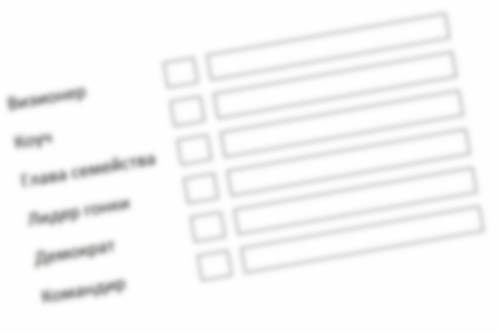 Визионер
Коуч
Глава семейства
Лидер гонки
Демократ
Командир